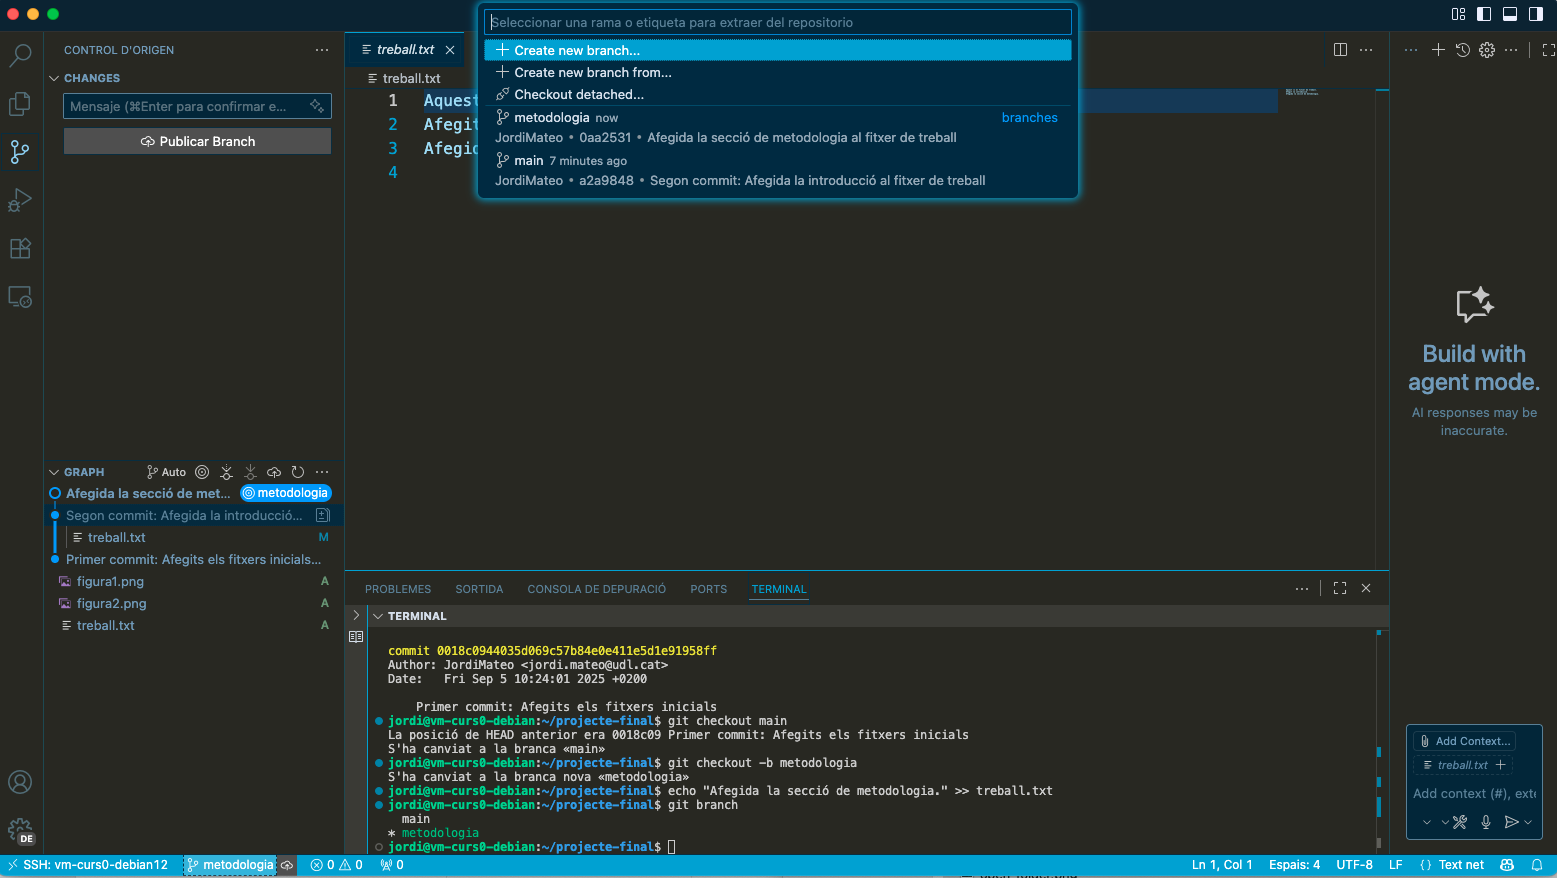 Seleccionar una rama o etiqueta para extraer del repositorio
Create new branch...
Create new branch from...
Checkout detached...
metodologia now branches
JordiMateo • 0aa2531 • Afegida la secció de metodologia al fitxer de treball
main 7 minutes ago
JordiMateo • a2a9848 • Segon commit: Afegida la introducció al fitxer de treball
CONTROL D'ORIGEN
CHANGES
Mensaje (⌘Enter para confirmar e...
Publicar Branch
treball.txt
treball.txt
1 Aquest
2 Afegit
3 Afegid
4
GRAPH
Auto
Afegida la secció de met... metodologia
Segon commit: Afegida la introducció...
treball.txt M
Primer commit: Afegits els fitxers inicials...
figura1.png A
figura2.png A
treball.txt A
PROBLEMES SORTIDA CONSOLA DE DEPURACIÓ PORTS TERMINAL
TERMINAL
commit 0018c0944035d069c57b84e0e411e5d1e91958ff
Author: JordiMateo <jordi.mateo@udl.cat>
Date:   Fri Sep 5 10:24:01 2025 +0200
Primer commit: Afegits els fitxers inicials
jordi@vm-curs0-debian:~/projecte-final$ git checkout main
La posició de HEAD anterior era 0018c09 Primer commit: Afegits els fitxers inicials
S'ha canviat a la branca «main»
jordi@vm-curs0-debian:~/projecte-final$ git checkout -b metodologia
S'ha canviat a la branca nova «metodologia»
jordi@vm-curs0-debian:~/projecte-final$ echo "Afegida la secció de metodologia." >> treball.txt
jordi@vm-curs0-debian:~/projecte-final$ git branch
main
* metodologia
jordi@vm-curs0-debian:~/projecte-final$
Build with
agent mode.
AI responses may be
inaccurate.
Add Context...
treball.txt
Add context (#), exte
DE
SSH: vm-curs0-debian12 metodologia 0 0 0 Ln 1, Col 1 Espais: 4 UTF-8 LF {} Text net